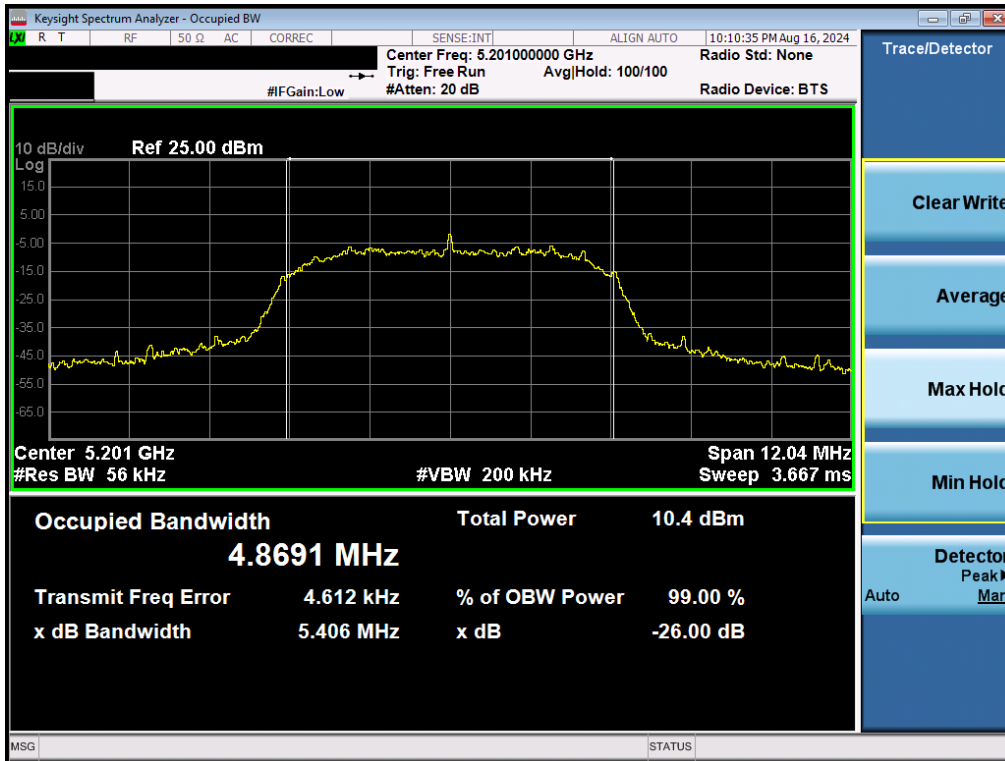 Keysight Spectrum Analyzer - Occupied BW
LXI R T RF 50 Ω AC CORREC SENSE:INT ALIGN AUTO 10:10:35 PM Aug 16, 2024
Center Freq: 5.201000000 GHz Radio Std: None
Trig: Free Run Avg|Hold: 100/100
#IFGain:Low #Atten: 20 dB Radio Device: BTS
Trace/Detector
10 dB/div Ref 25.00 dBm
Log
15.0
5.00
-5.00
-15.0
-25.0
-35.0
-45.0
-55.0
-65.0
Center 5.201 GHz Span 12.04 MHz
#Res BW 56 kHz #VBW 200 kHz Sweep 3.667 ms
Occupied Bandwidth Total Power 10.4 dBm
4.8691 MHz
Transmit Freq Error 4.612 kHz % of OBW Power 99.00 %
x dB Bandwidth 5.406 MHz x dB -26.00 dB
Clear Write
Average
Max Hold
Min Hold
Detector
Peak
Auto Man
MSG STATUS